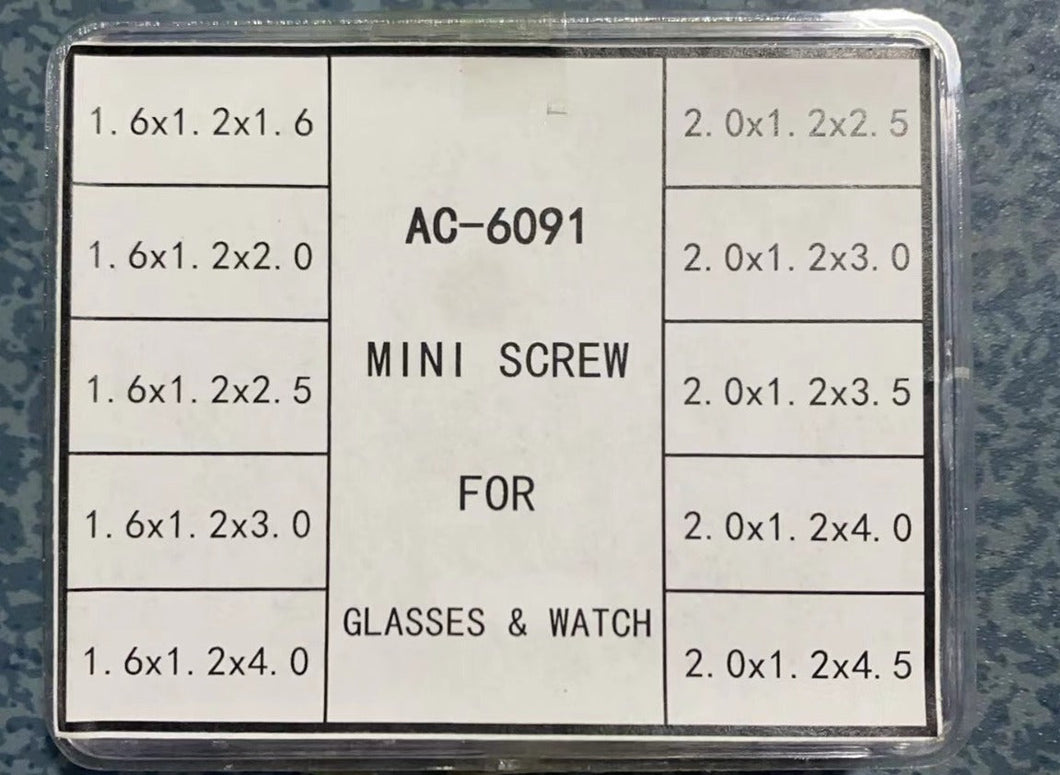 1.6x1.2x1.6
1.6x1.2x2.0
1.6x1.2x2.5
1.6x1.2x3.0
1.6x1.2x4.0
AC-6091
MINI SCREW
FOR
GLASSES & WATCH
2.0x1.2x2.5
2.0x1.2x3.0
2.0x1.2x3.5
2.0x1.2x4.0
2.0x1.2x4.5